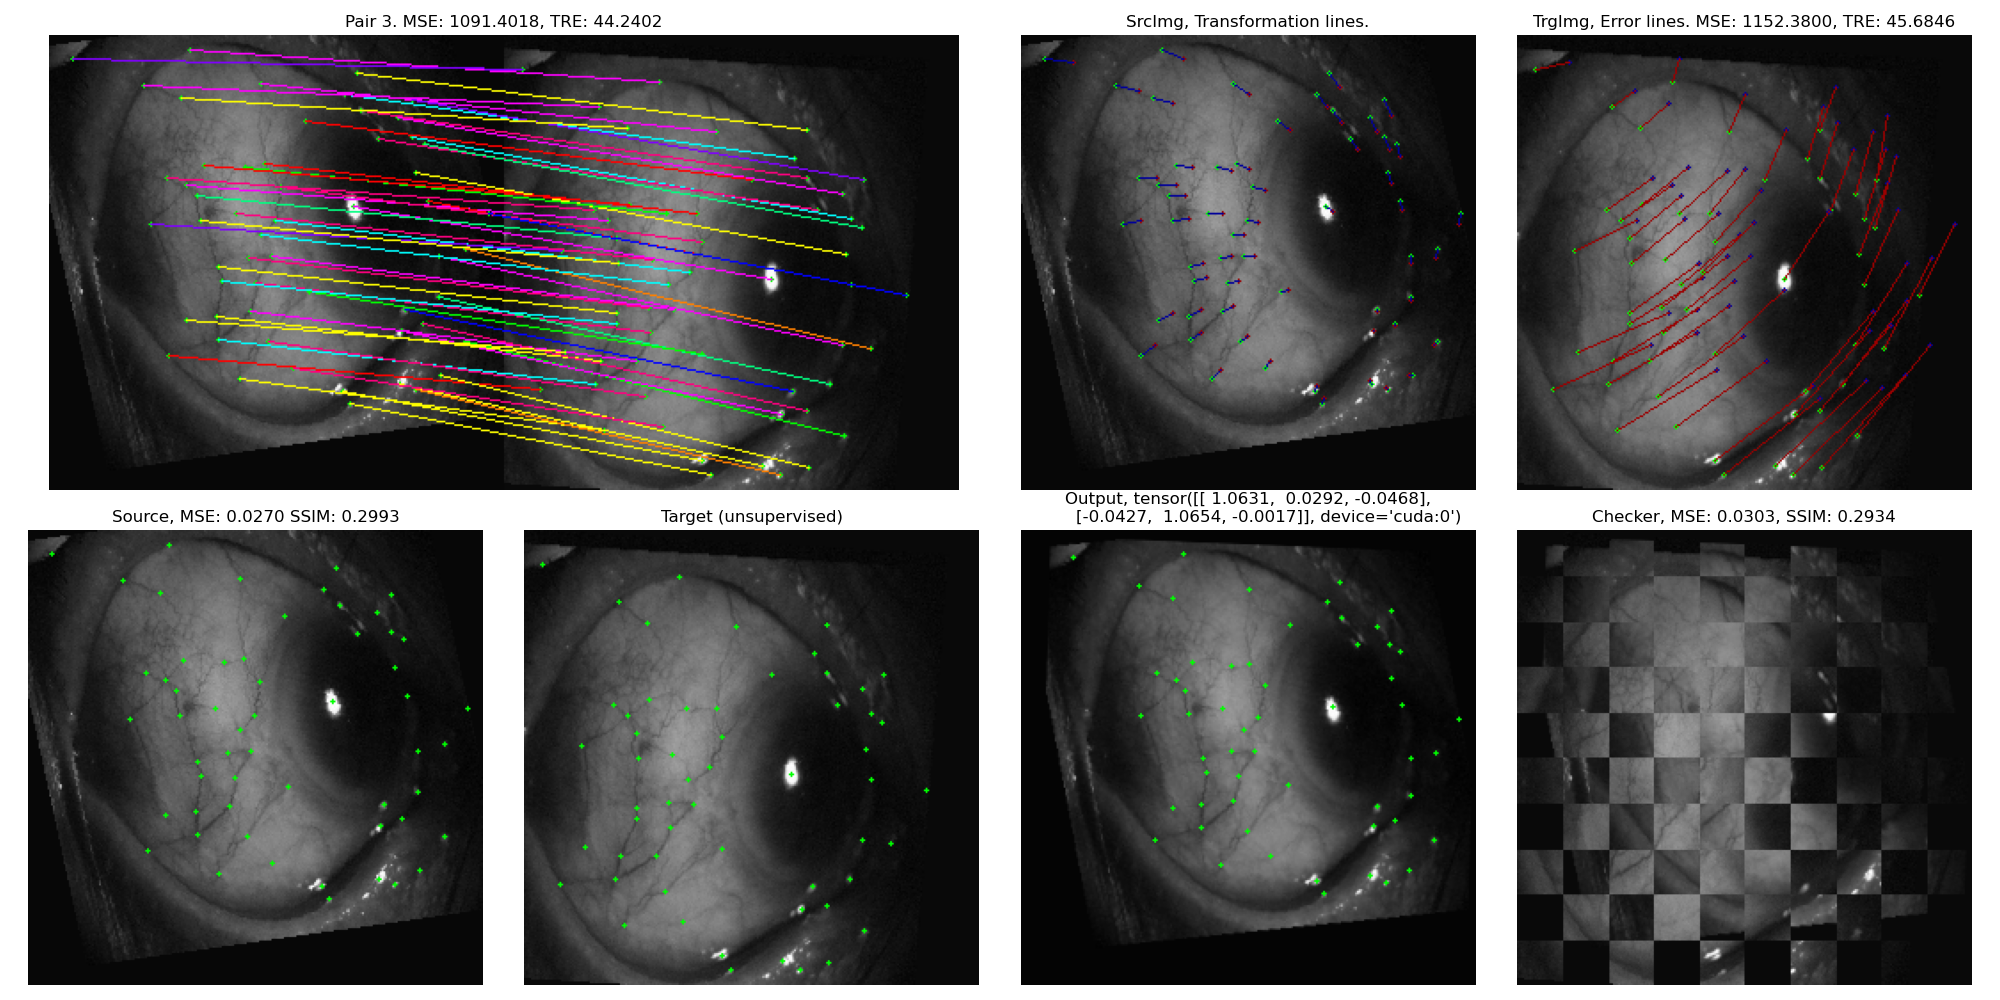 Pair 3. MSE: 1091.4018, TRE: 44.2402
SrcImg, Transformation lines.
TrgImg, Error lines. MSE: 1152.3800, TRE: 45.6846
Source, MSE: 0.0270 SSIM: 0.2993
Target (unsupervised)
Output, tensor([[ 1.0631,  0.0292, -0.0468],
[-0.0427,  1.0654, -0.0017]], device='cuda:0')
Checker, MSE: 0.0303, SSIM: 0.2934